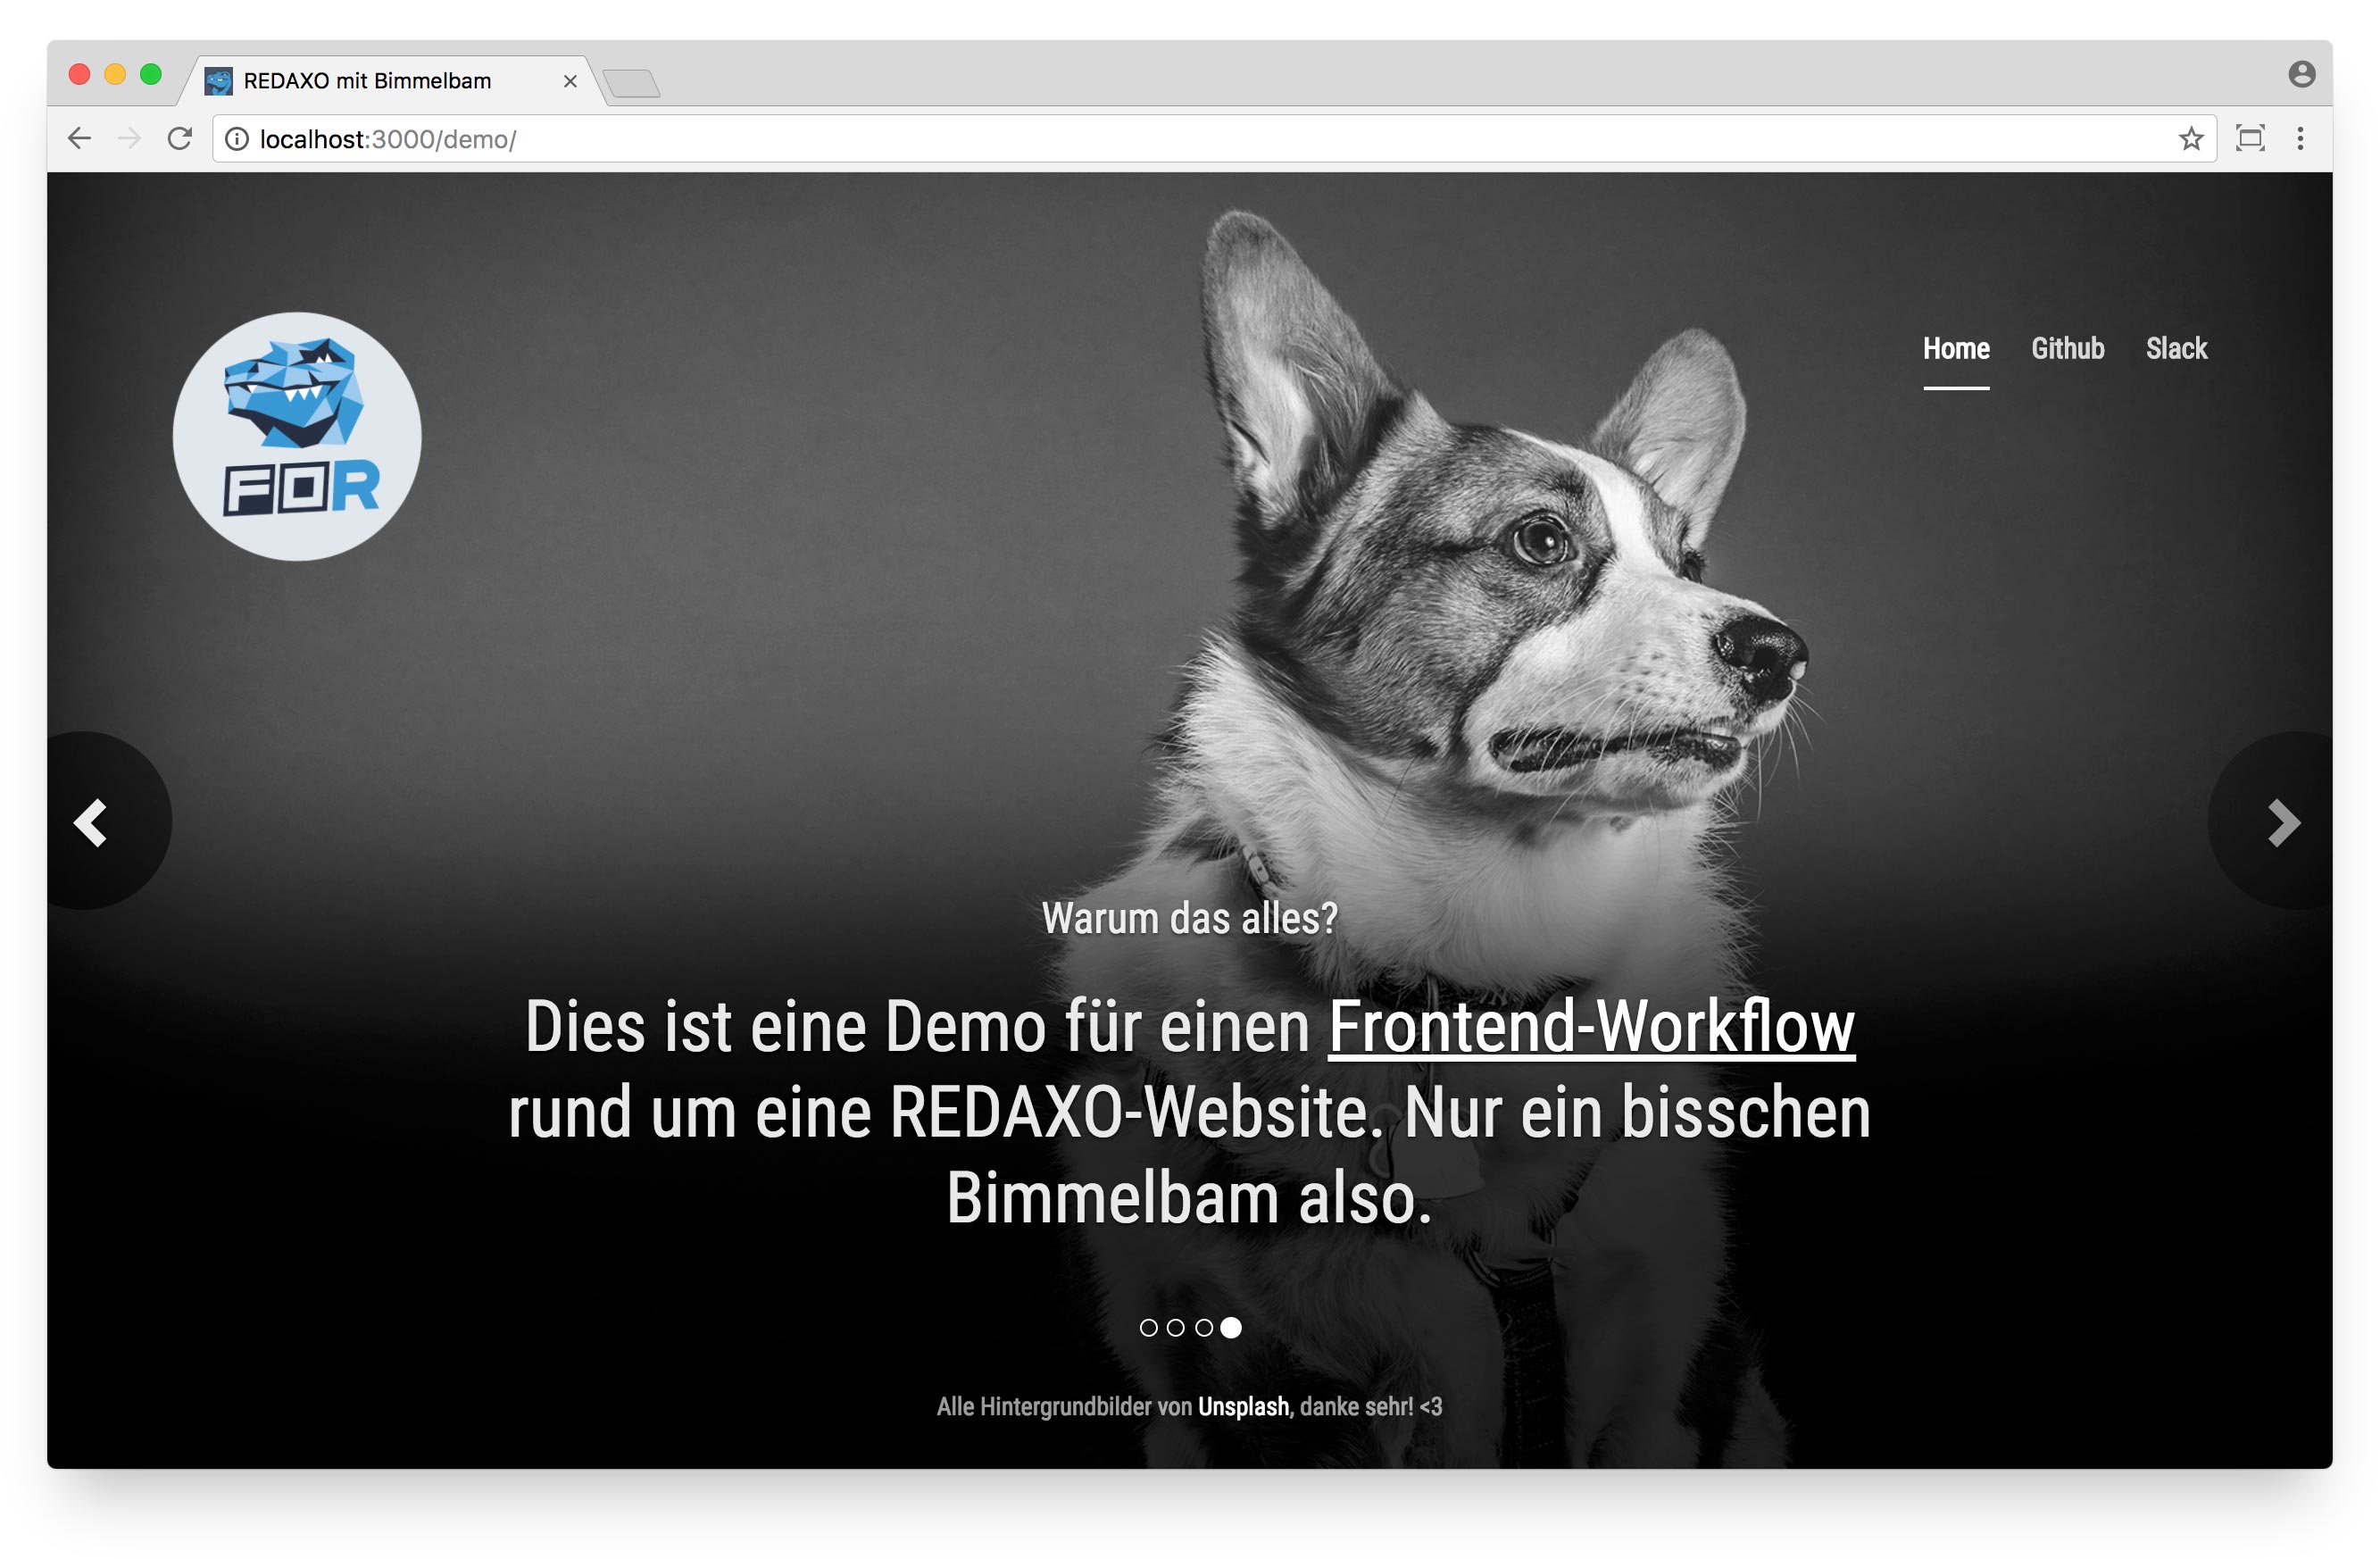 REDAXO mit Bimmelbam
localhost:3000/demo/
FOR
Home Github Slack
Warum das alles?
Dies ist eine Demo für einen Frontend-Workflow
rund um eine REDAXO-Website. Nur ein bisschen
Bimmelbam also.
Alle Hintergrundbilder von Unsplash, danke sehr! <3